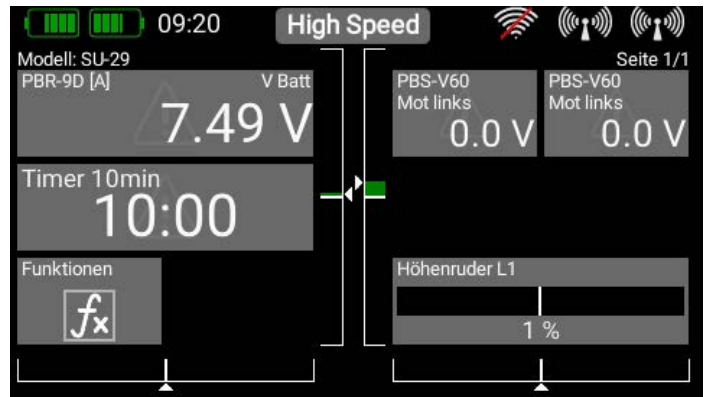 09:20 High Speed
Modell: SU-29 Seite 1/1
PBR-9D [A] V Batt
7.49 V
PBS-V60
Mot links
0.0 V
PBS-V60
Mot links
0.0 V
Timer 10min
10:00
Funktionen
fx
Höhenruder L1
1 %